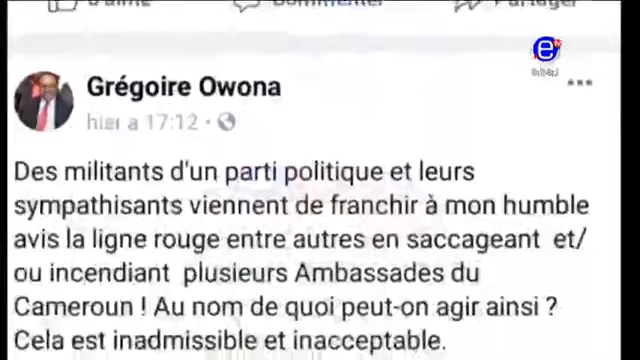 J'aime Commenter Partager
Grégoire Owona
hier à 17:12
Des militants d'un parti politique et leurs
sympathisants viennent de franchir à mon humble
avis la ligne rouge entre autres en saccageant et/
ou incendiant plusieurs Ambassades du
Cameroun ! Au nom de quoi peut-on agir ainsi ?
Cela est inadmissible et inacceptable.